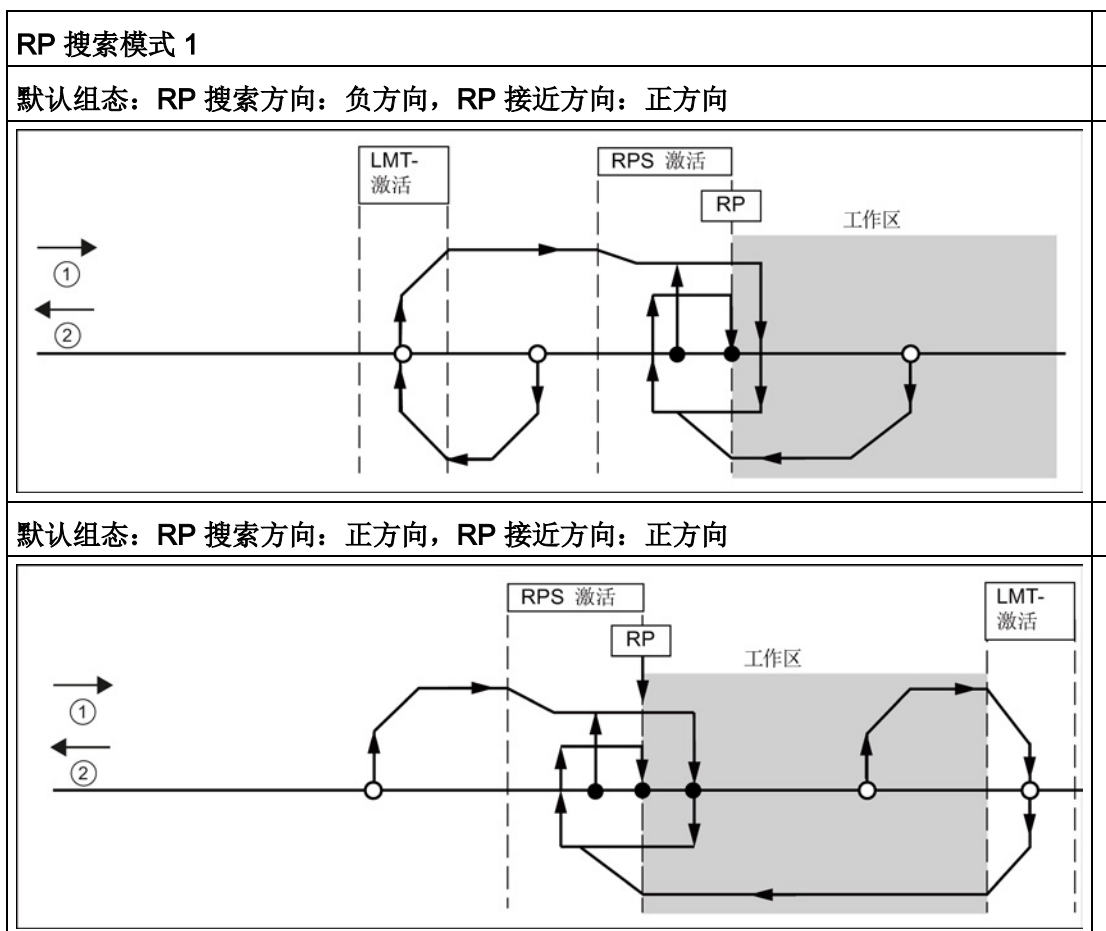 RP 搜索模式 1
默认组态：RP 搜索方向：负方向，RP 接近方向：正方向
LMT-
激活
RPS 激活
RP
工作区
①
②
默认组态：RP 搜索方向：正方向，RP 接近方向：正方向
RPS 激活
LMT-
激活
RP
工作区
①
②